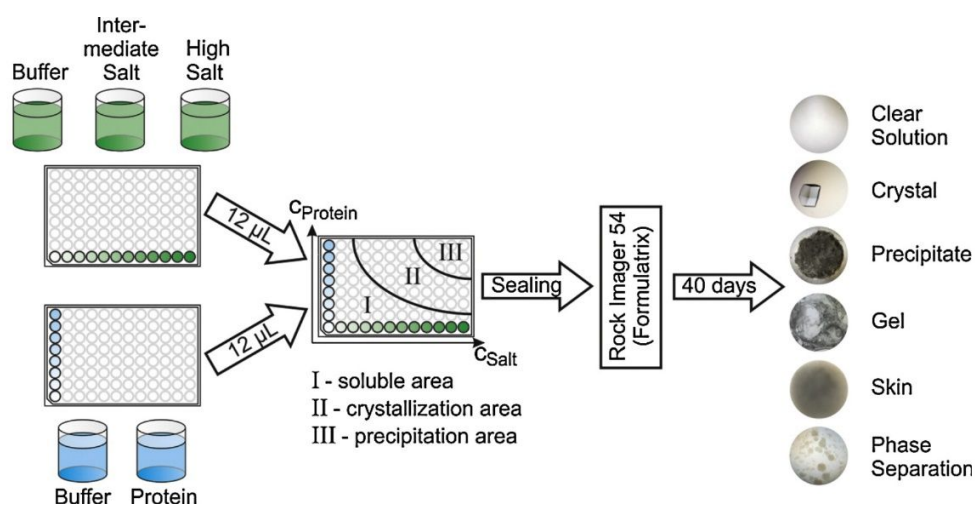 Buffer
Inter-
mediate
Salt
High
Salt
12 µL
12 µL
Buffer
Protein
cProtein
I
II
III
cSalt
I - soluble area
II - crystallization area
III - precipitation area
Sealing
Rock Imager 54
(Formulatrix)
40 days
Clear
Solution
Crystal
Precipitate
Gel
Skin
Phase
Separation